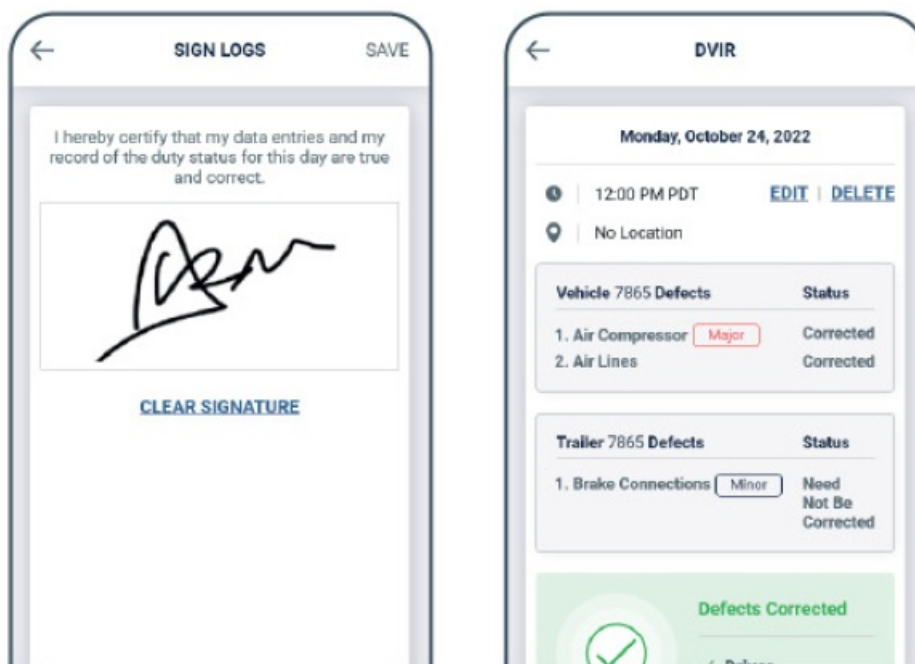 SIGN LOGS
SAVE
I hereby certify that my data entries and my
record of the duty status for this day are true
and correct.
CLEAR SIGNATURE
DVIR
Monday, October 24, 2022
12:00 PM PDT EDIT | DELETE
No Location
Vehicle 7865 Defects Status
1. Air Compressor Major Corrected
2. Air Lines Corrected
Trailer 7865 Defects Status
1. Brake Connections Minor Need
Not Be
Corrected
Defects Corrected
Driver